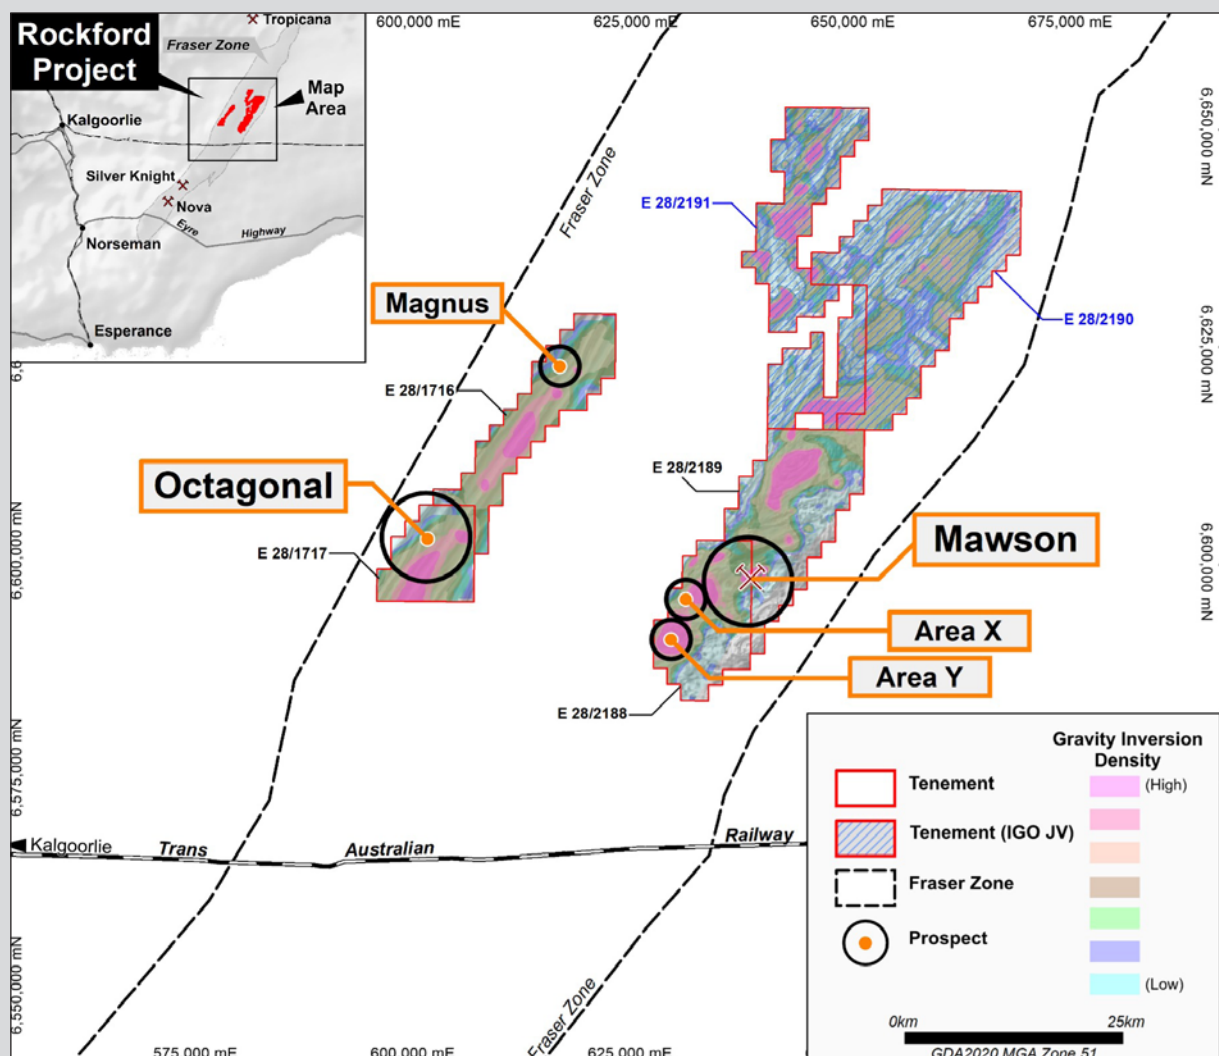 600,000 mE
625,000 mE
650,000 mE
675,000 mE
Rockford
Project
Tropicana
Fraser Zone
Map
Area
Kalgoorlie
Silver Knight
Nova
Eyre
Highway
Norseman
Esperance
Fraser Zone
6,650,000 mN
E 28/2191
Magnus
E 28/2190
6,625,000 mN
E 28/1716
Octagonal
E 28/2189
6,600,000 mN
E 28/1717
Mawson
6,600,000 mN
Area X
Area Y
E 28/2188
6,575,000 mN
Kalgoorlie
Trans
Australian
Railway
6,550,000 mN
Fraser Zone
Gravity Inversion
Density
Tenement
(High)
Tenement (IGO JV)
Fraser Zone
Prospect
(Low)
0km
25km
GDA2020 MGA Zone 51
575,000 mE
600,000 mE
625,000 mE